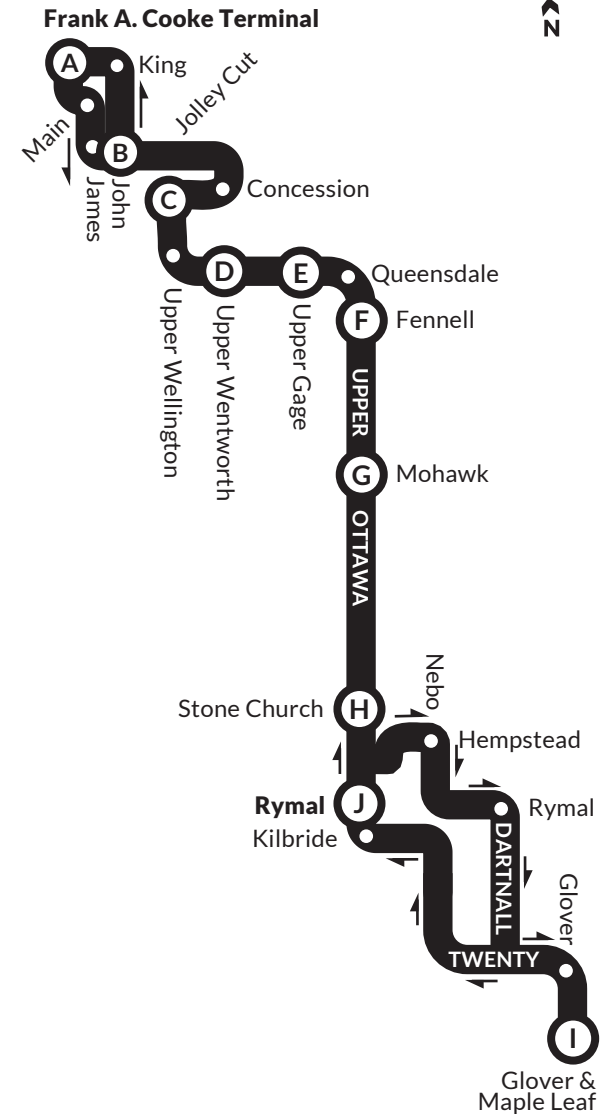 Frank A. Cooke Terminal
N
A
King
Jolley Cut
Main
B
James
John
C
Concession
D
E
Queensdale
Upper Wellington
Upper Wentworth
Upper Gage
F
Fennell
UPPER
G
Mohawk
OTTAWA
Nebo
Stone Church
H
Hempstead
Rymal
J
Rymal
Kilbride
DARTNALL
Glover
TWENTY
I
Glover &
Maple Leaf